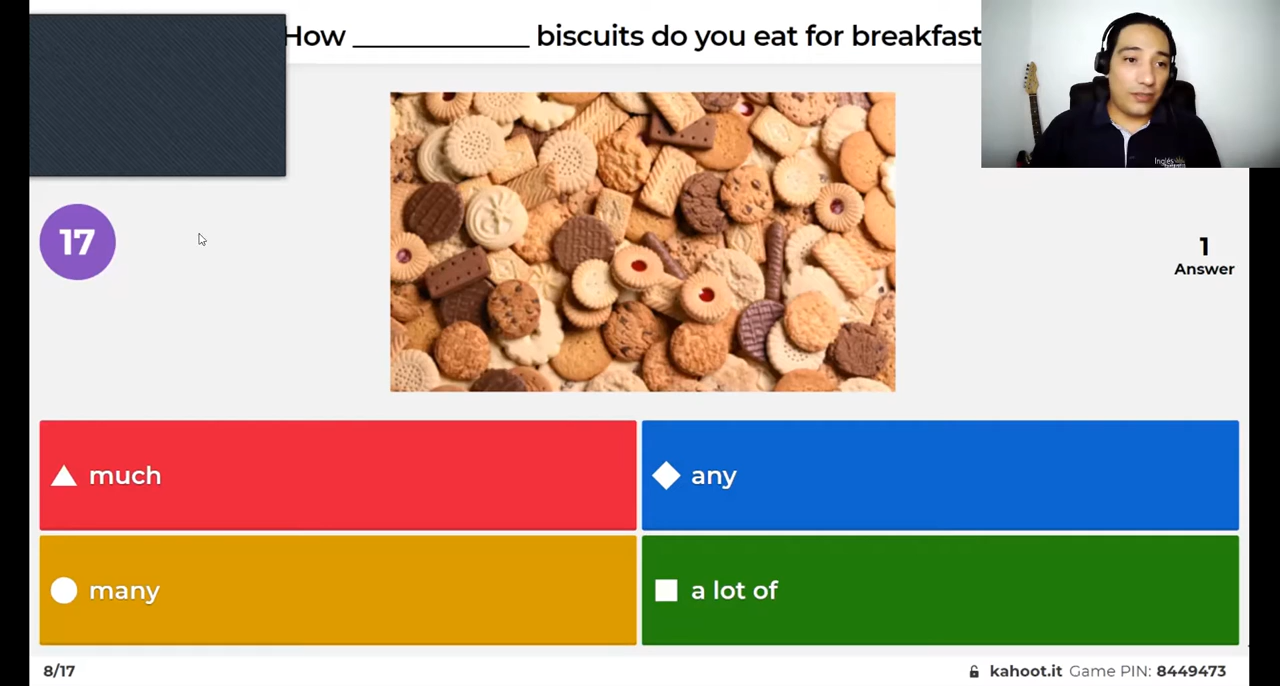 How ____________ biscuits do you eat for breakfast
17
1
Answer
much
any
many
a lot of
8/17
kahoot.it Game PIN: 8449473
Inglés